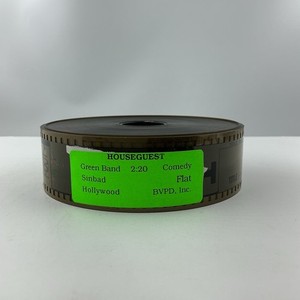 HOUSEGUEST
Green Band 2:20 Comedy
Sinbad Flat
Hollywood BVPD, Inc.